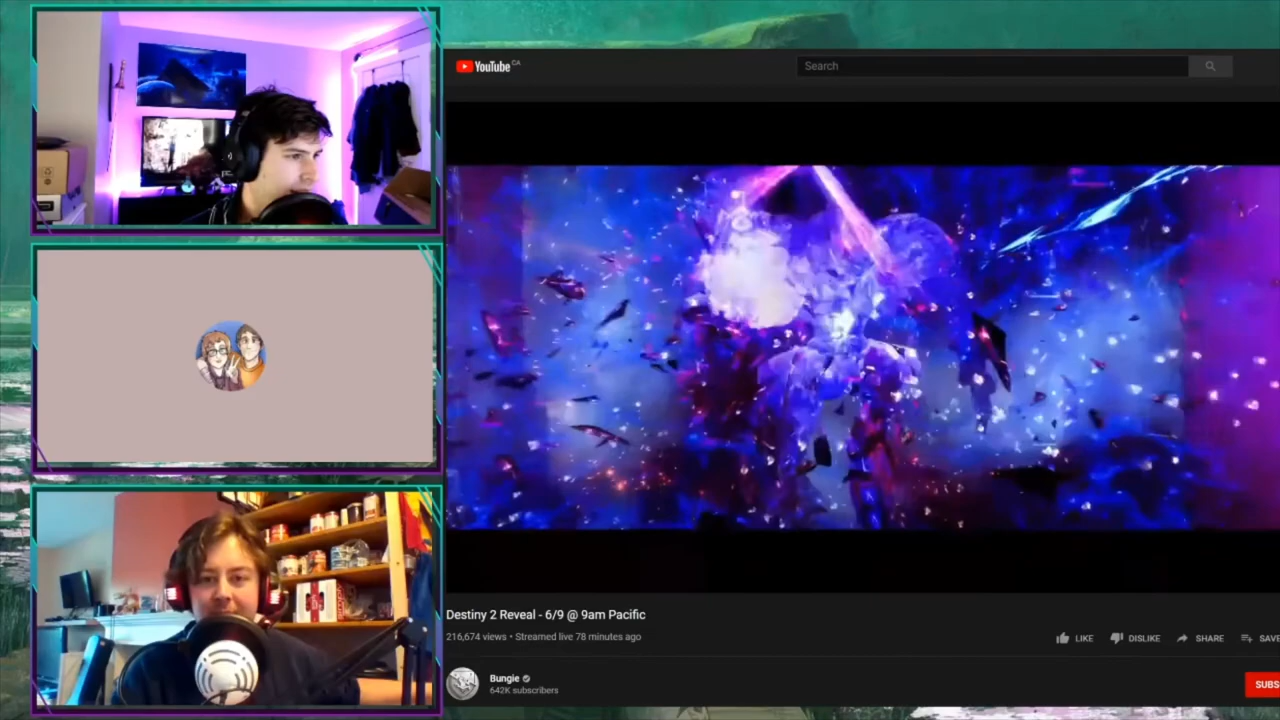 YouTube CA
Search
Destiny 2 Reveal - 6/9 @ 9am Pacific
216,674 views • Streamed live 78 minutes ago
LIKE DISLIKE SHARE SAVE
Bungie
642K subscribers
SUBS